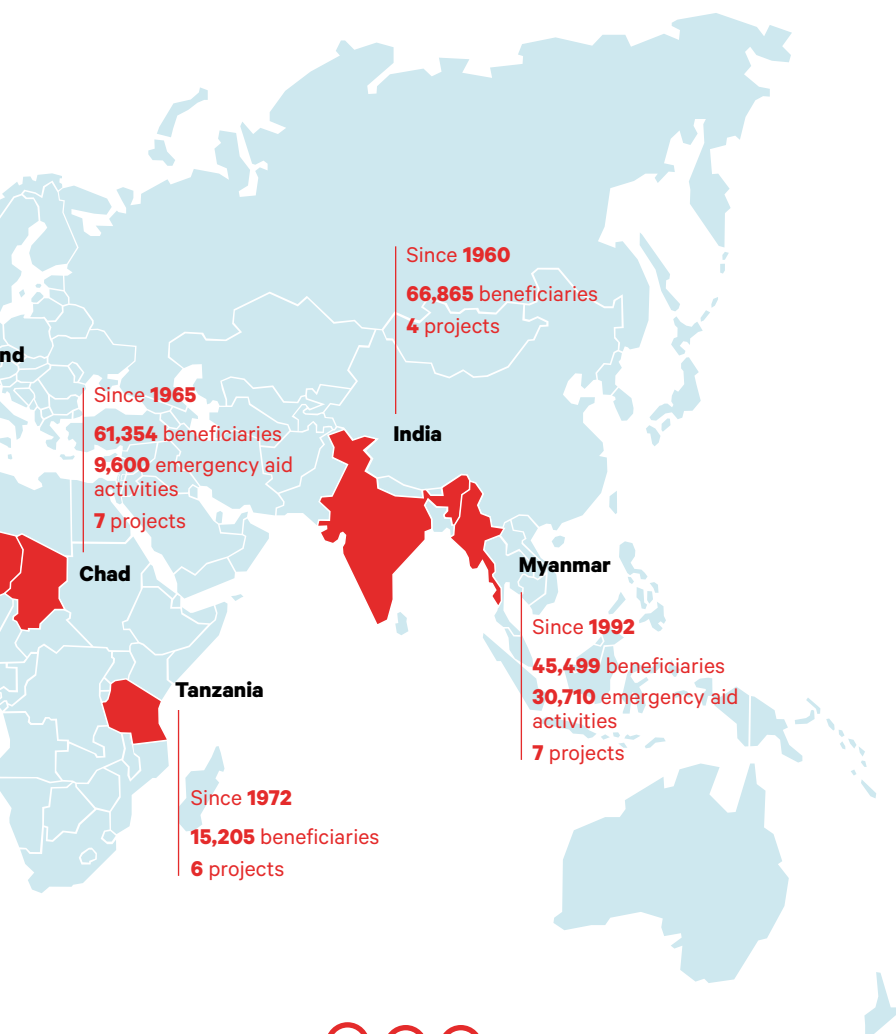 Since 1960
66,865 beneficiaries
4 projects
India
nd
Since 1965
61,354 beneficiaries
9,600 emergency aid
activities
7 projects
Chad
Myanmar
Since 1992
45,499 beneficiaries
30,710 emergency aid
activities
7 projects
Tanzania
Since 1972
15,205 beneficiaries
6 projects